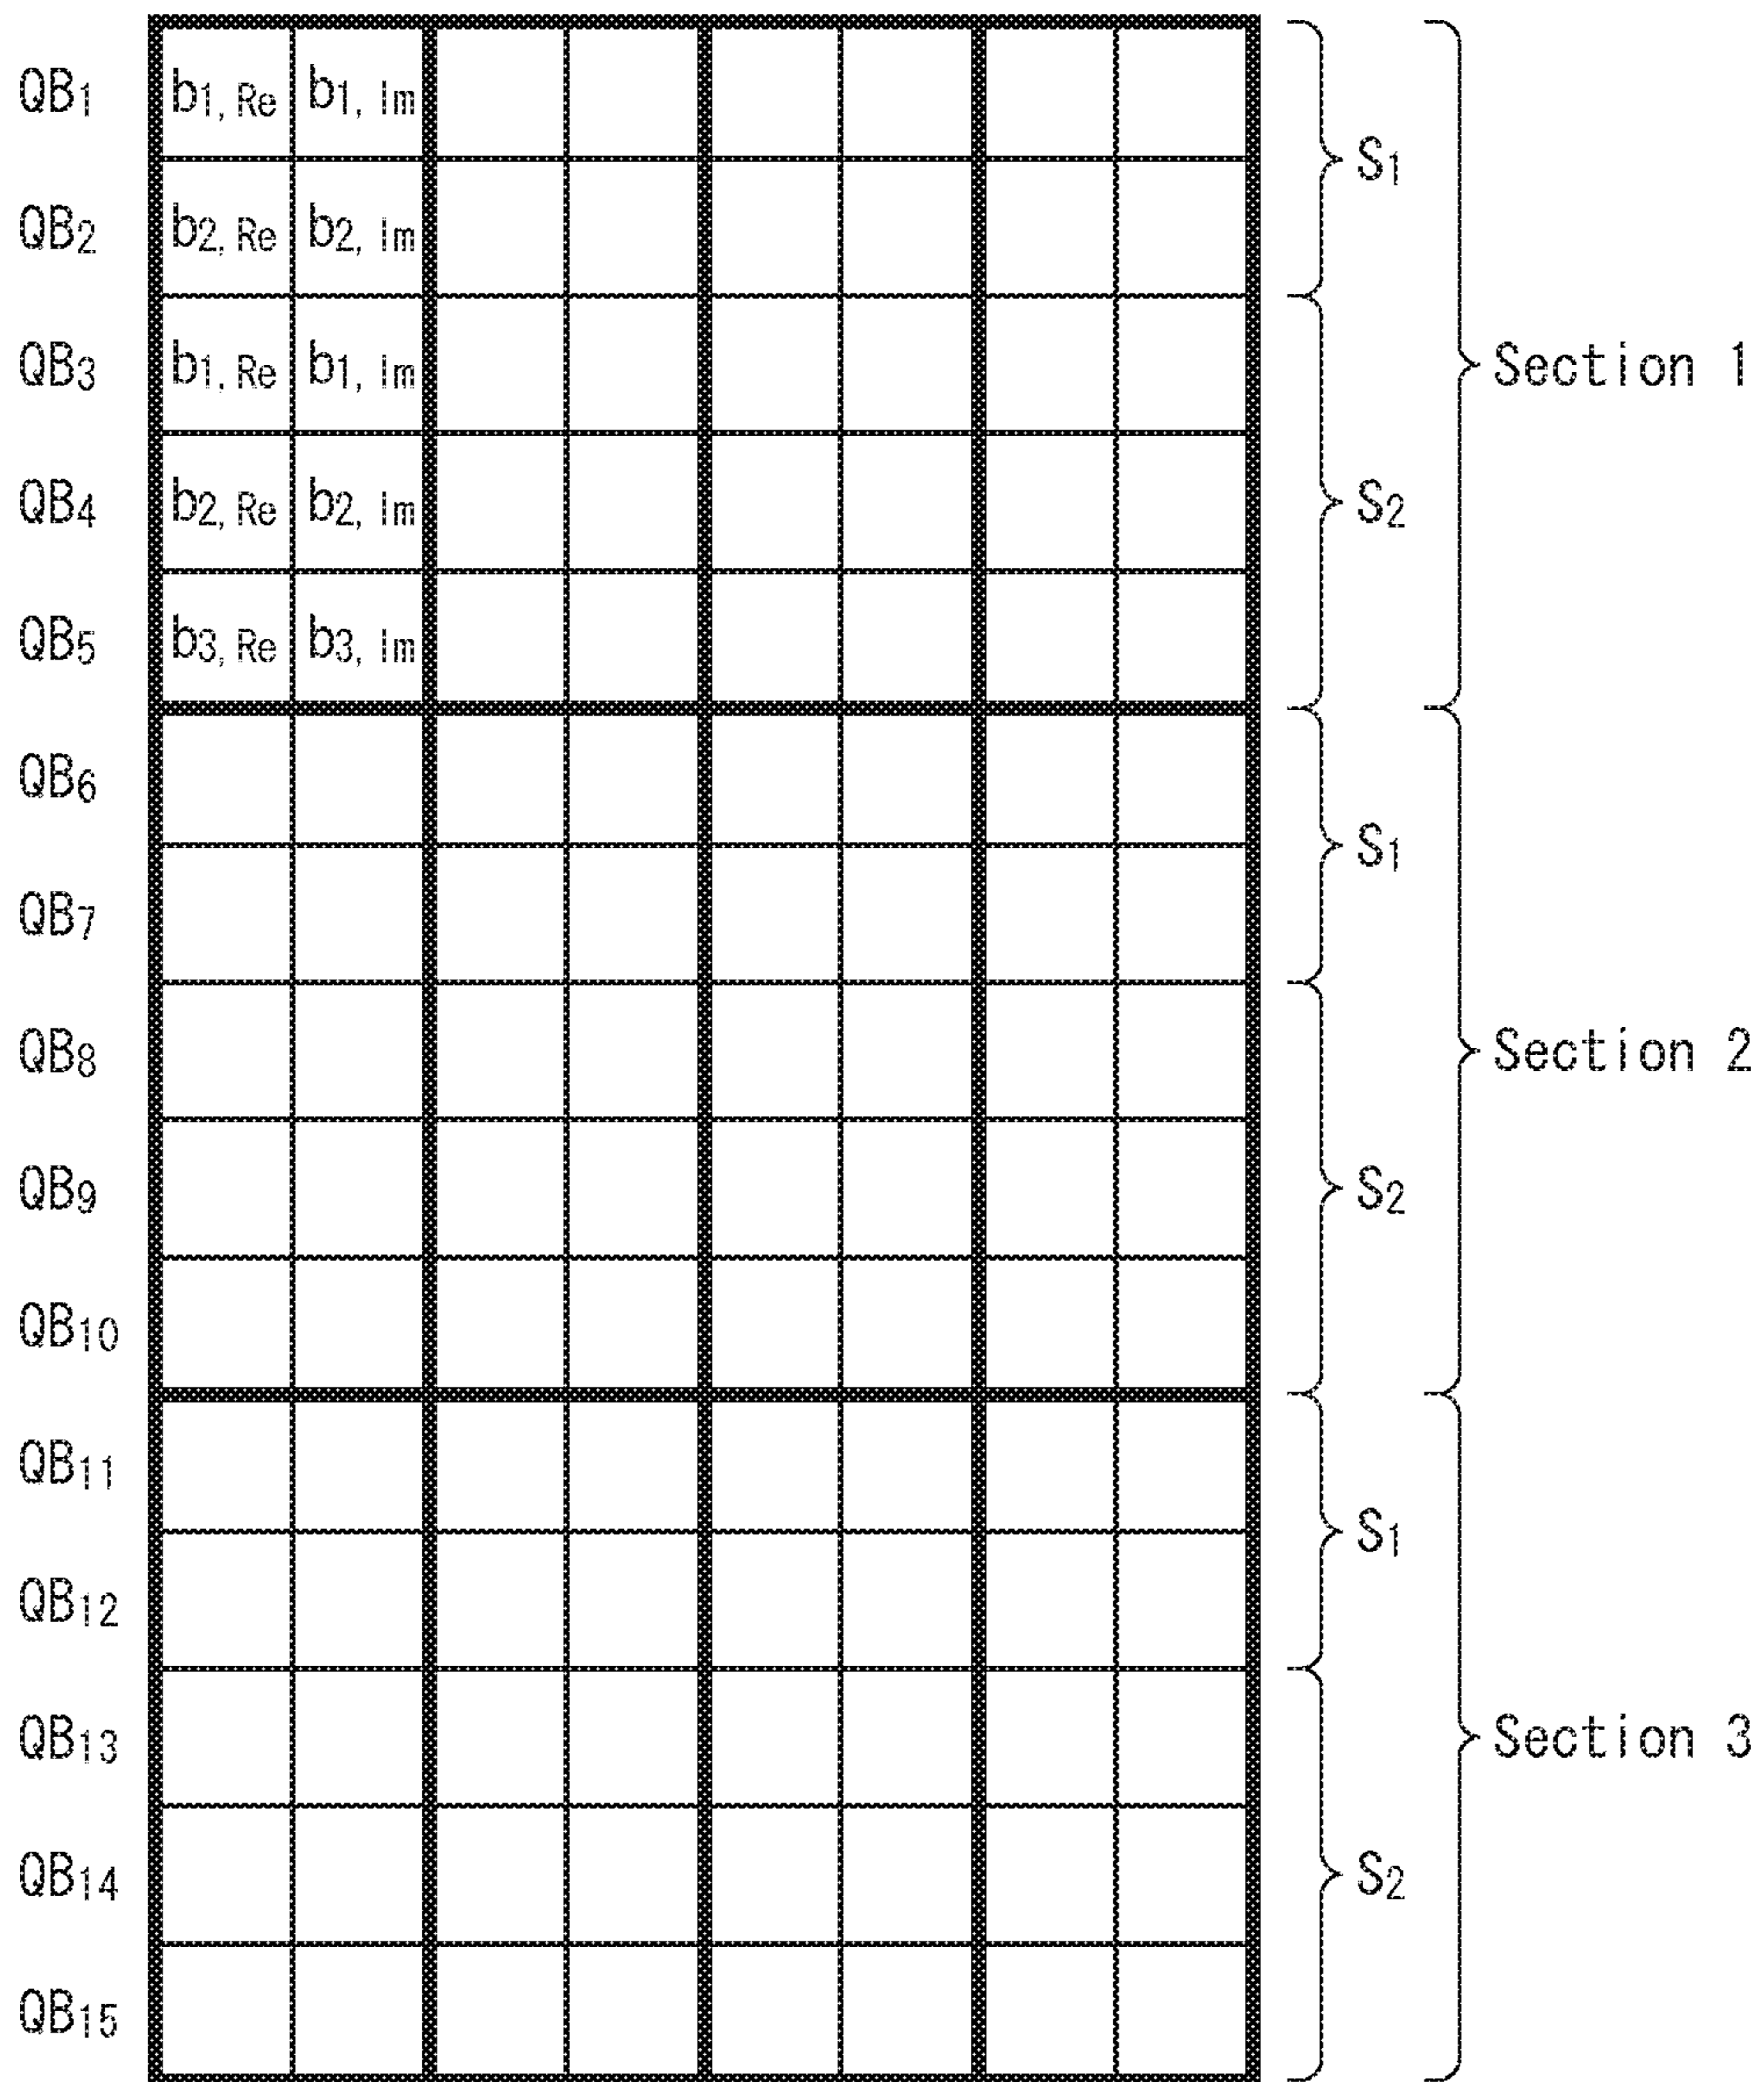 QB1 b1, Re b1, Im
S1
QB2 b2, Re b2, Im
QB3 b1, Re b1, Im Section 1
QB4 b2, Re b2, Im S2
QB5 b3, Re b3, Im
QB6
S1
QB7
QB8 Section 2
QB9 S2
QB10
QB11
S1
QB12
QB13 Section 3
QB14 S2
QB15